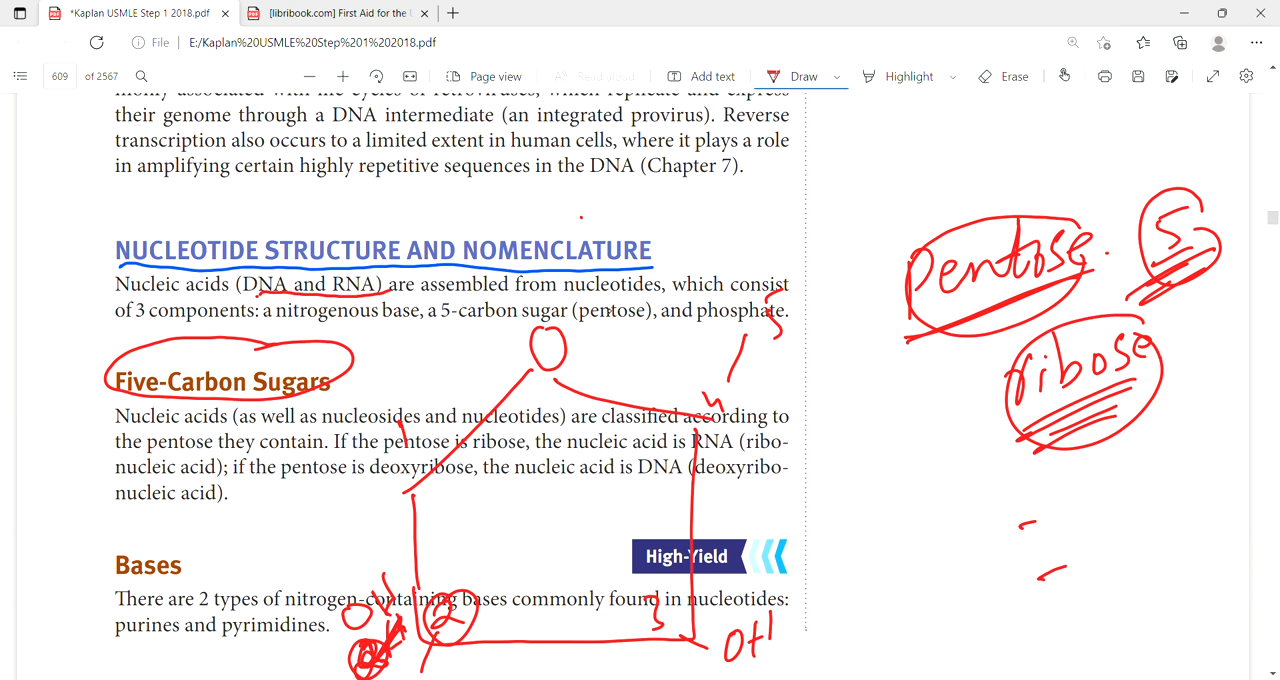 *Kaplan USMLE Step 1 2018.pdf
[libribook.com] First Aid for the
File E:/Kaplan%20USMLE%20Step%201%202018.pdf
609 of 2567 Page view Read aloud Add text Draw Highlight Erase
their genome through a DNA intermediate (an integrated provirus). Reverse
transcription also occurs to a limited extent in human cells, where it plays a role
in amplifying certain highly repetitive sequences in the DNA (Chapter 7).
NUCLEOTIDE STRUCTURE AND NOMENCLATURE
Nucleic acids (DNA and RNA) are assembled from nucleotides, which consist
of 3 components: a nitrogenous base, a 5-carbon sugar (pentose), and phosphate.
Five-Carbon Sugars
Nucleic acids (as well as nucleosides and nucleotides) are classified according to
the pentose they contain. If the pentose is ribose, the nucleic acid is RNA (ribo-
nucleic acid); if the pentose is deoxyribose, the nucleic acid is DNA (deoxyribo-
nucleic acid).
High-Yield
Bases
There are 2 types of nitrogen-containing bases commonly found in nucleotides:
purines and pyrimidines.
pentose. 5
ribose
5
O
4
1
2
3
OH